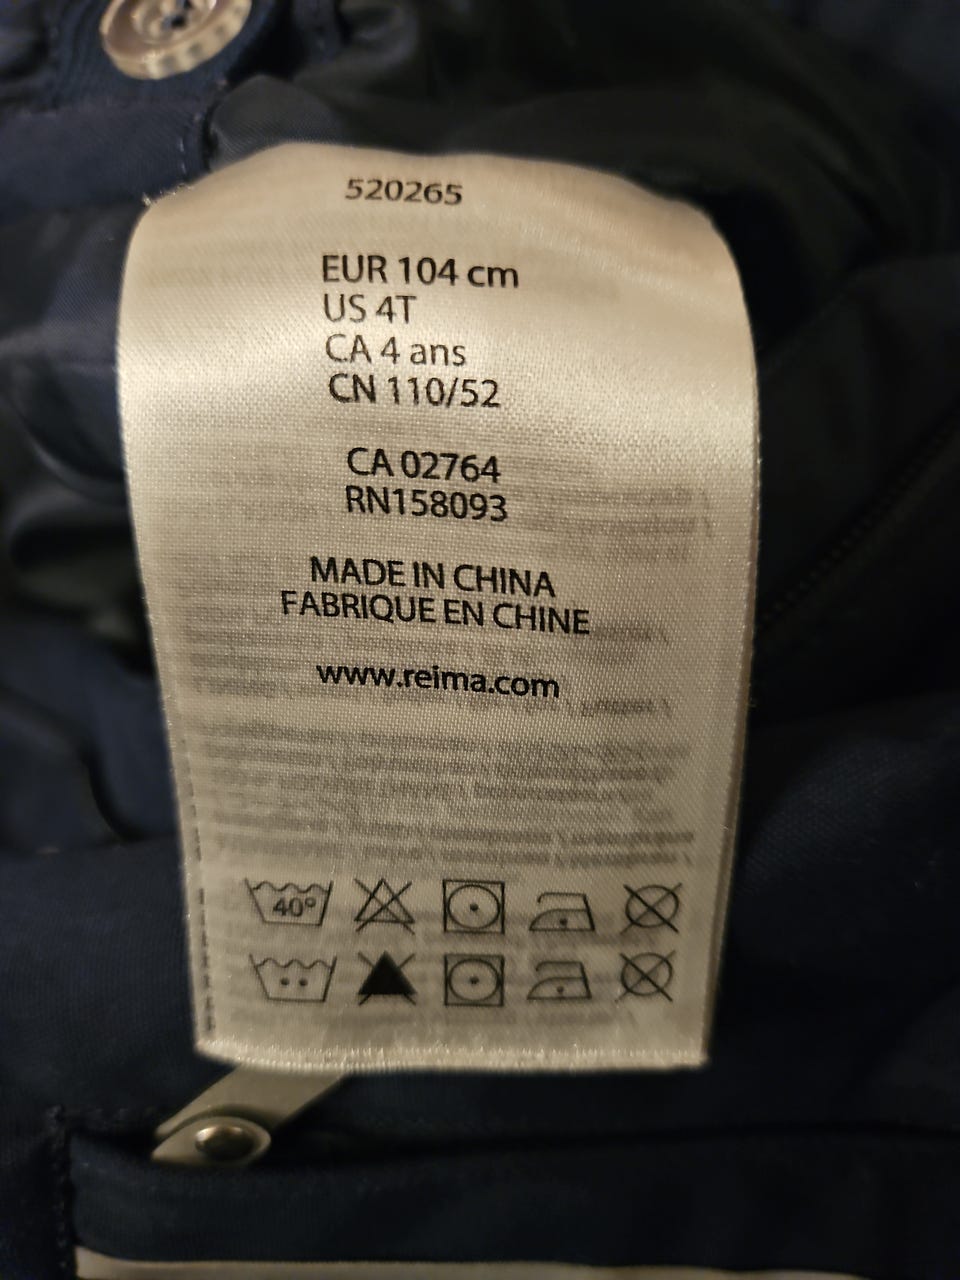 520265
EUR 104 cm
US 4T
CA 4 ans
CN 110/52
CA 02764
RN158093
MADE IN CHINA
FABRIQUE EN CHINE
www.reima.com
40°